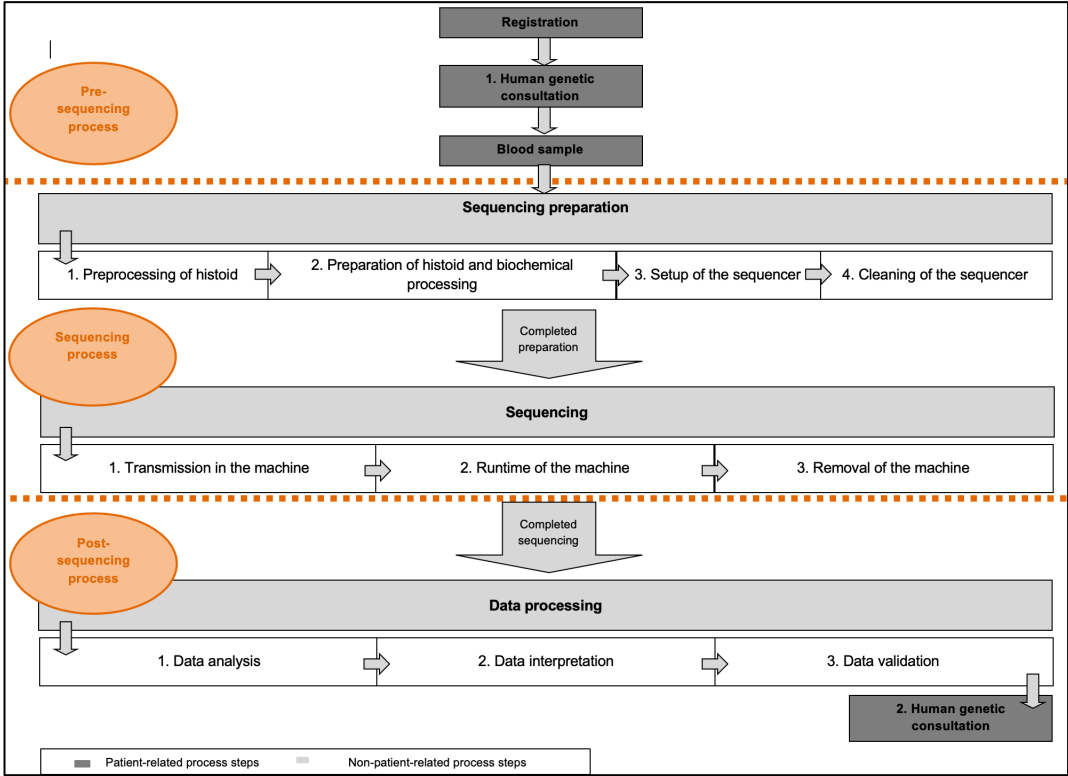 Registration
1. Human genetic
consultation
Pre-
sequencing
process
Blood sample
Sequencing preparation
1. Preprocessing of histoid
2. Preparation of histoid and biochemical
processing
3. Setup of the sequencer
4. Cleaning of the sequencer
Sequencing
process
Completed
preparation
Sequencing
1. Transmission in the machine
2. Runtime of the machine
3. Removal of the machine
Post-
sequencing
process
Completed
sequencing
Data processing
1. Data analysis
2. Data interpretation
3. Data validation
2. Human genetic
consultation
Patient-related process steps
Non-patient-related process steps